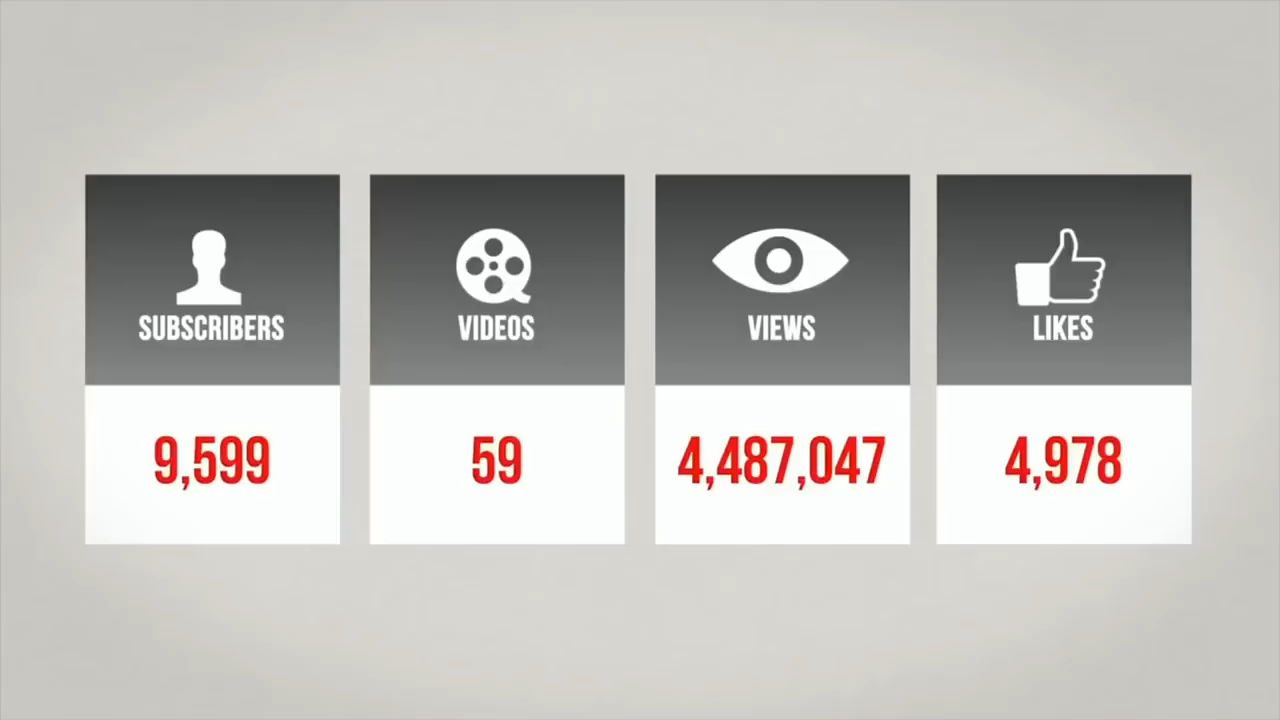 SUBSCRIBERS
9,599
VIDEOS
59
VIEWS
4,487,047
LIKES
4,978